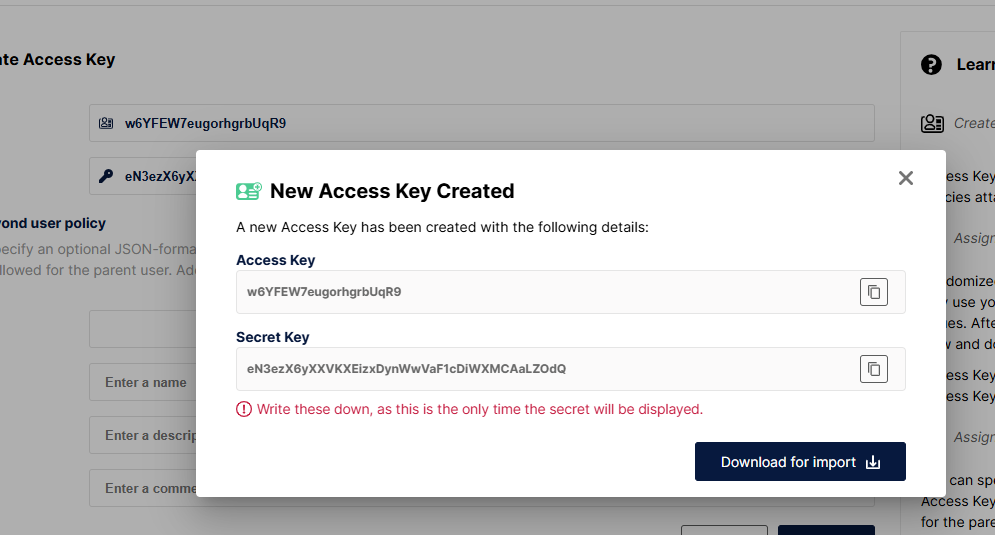 te Access Key
Learn
w6YFEW7eugorhgrbUqR9
Create
eN3ezX6yX
New Access Key Created
A new Access Key has been created with the following details:
Access Key
w6YFEW7eugorhgrbUqR9
Secret Key
eN3ezX6yXXVKXEizxDynWwVaF1cDiWXMCAaLZOdQ
Write these down, as this is the only time the secret will be displayed.
Download for import
yond user policy
ecify an optional JSON-forma
llowed for the parent user. Ad
Enter a name
Enter a descrip
Enter a comme
ess Key
cies atta
Assign
domized
y use yo
es. Afte
w and do
ess Key
ess Key
Assign
can spe
Access Key
for the pare